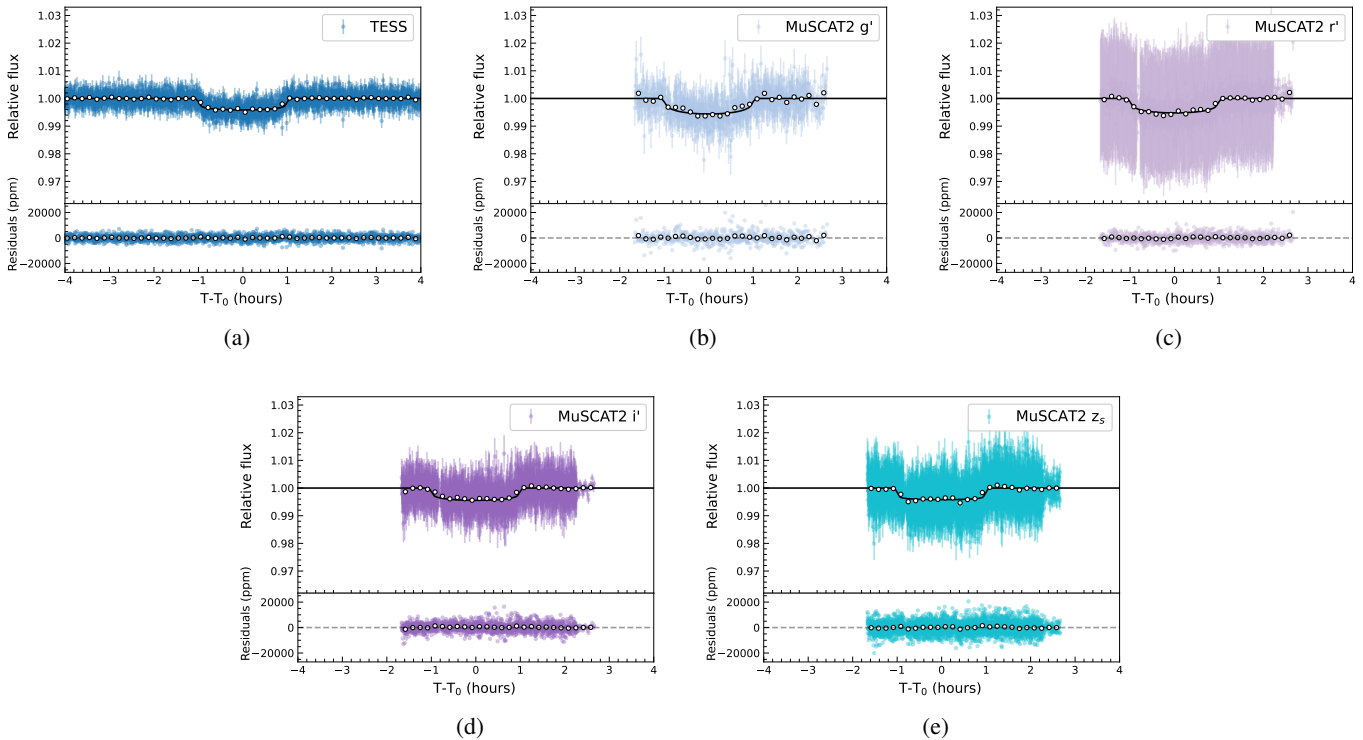 TESS
Relative flux
1.03
1.02
1.01
1.00
0.99
0.98
0.97
Residuals (ppm)
20000
0
−20000
−4 −3 −2 −1 0 1 2 3 4
T-T0 (hours)
(a)
MuSCAT2 g'
Relative flux
1.03
1.02
1.01
1.00
0.99
0.98
0.97
Residuals (ppm)
20000
0
−20000
−4 −3 −2 −1 0 1 2 3 4
T-T0 (hours)
(b)
MuSCAT2 r'
Relative flux
1.03
1.02
1.01
1.00
0.99
0.98
0.97
Residuals (ppm)
20000
0
−20000
−4 −3 −2 −1 0 1 2 3 4
T-T0 (hours)
(c)
MuSCAT2 i'
Relative flux
1.03
1.02
1.01
1.00
0.99
0.98
0.97
Residuals (ppm)
20000
0
−20000
−4 −3 −2 −1 0 1 2 3 4
T-T0 (hours)
(d)
MuSCAT2 zs
Relative flux
1.03
1.02
1.01
1.00
0.99
0.98
0.97
Residuals (ppm)
20000
0
−20000
−4 −3 −2 −1 0 1 2 3 4
T-T0 (hours)
(e)